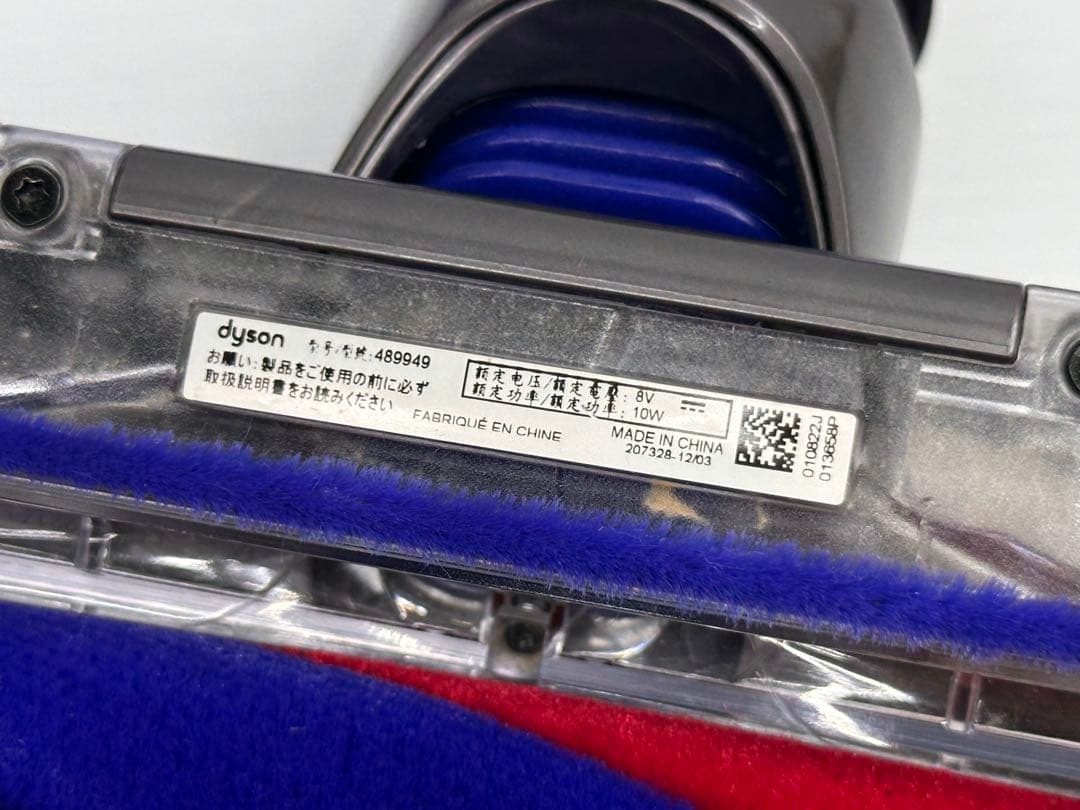 dyson 型号/型號:489949
お願い:製品をご使用の前に必ず
取扱説明書をお読みください
FABRIQUÉ EN CHINE
额定电压/額定電壓: 8V ⎓
额定功率/額定功率: 10W
MADE IN CHINA
207328-12/03
010822J
013658P